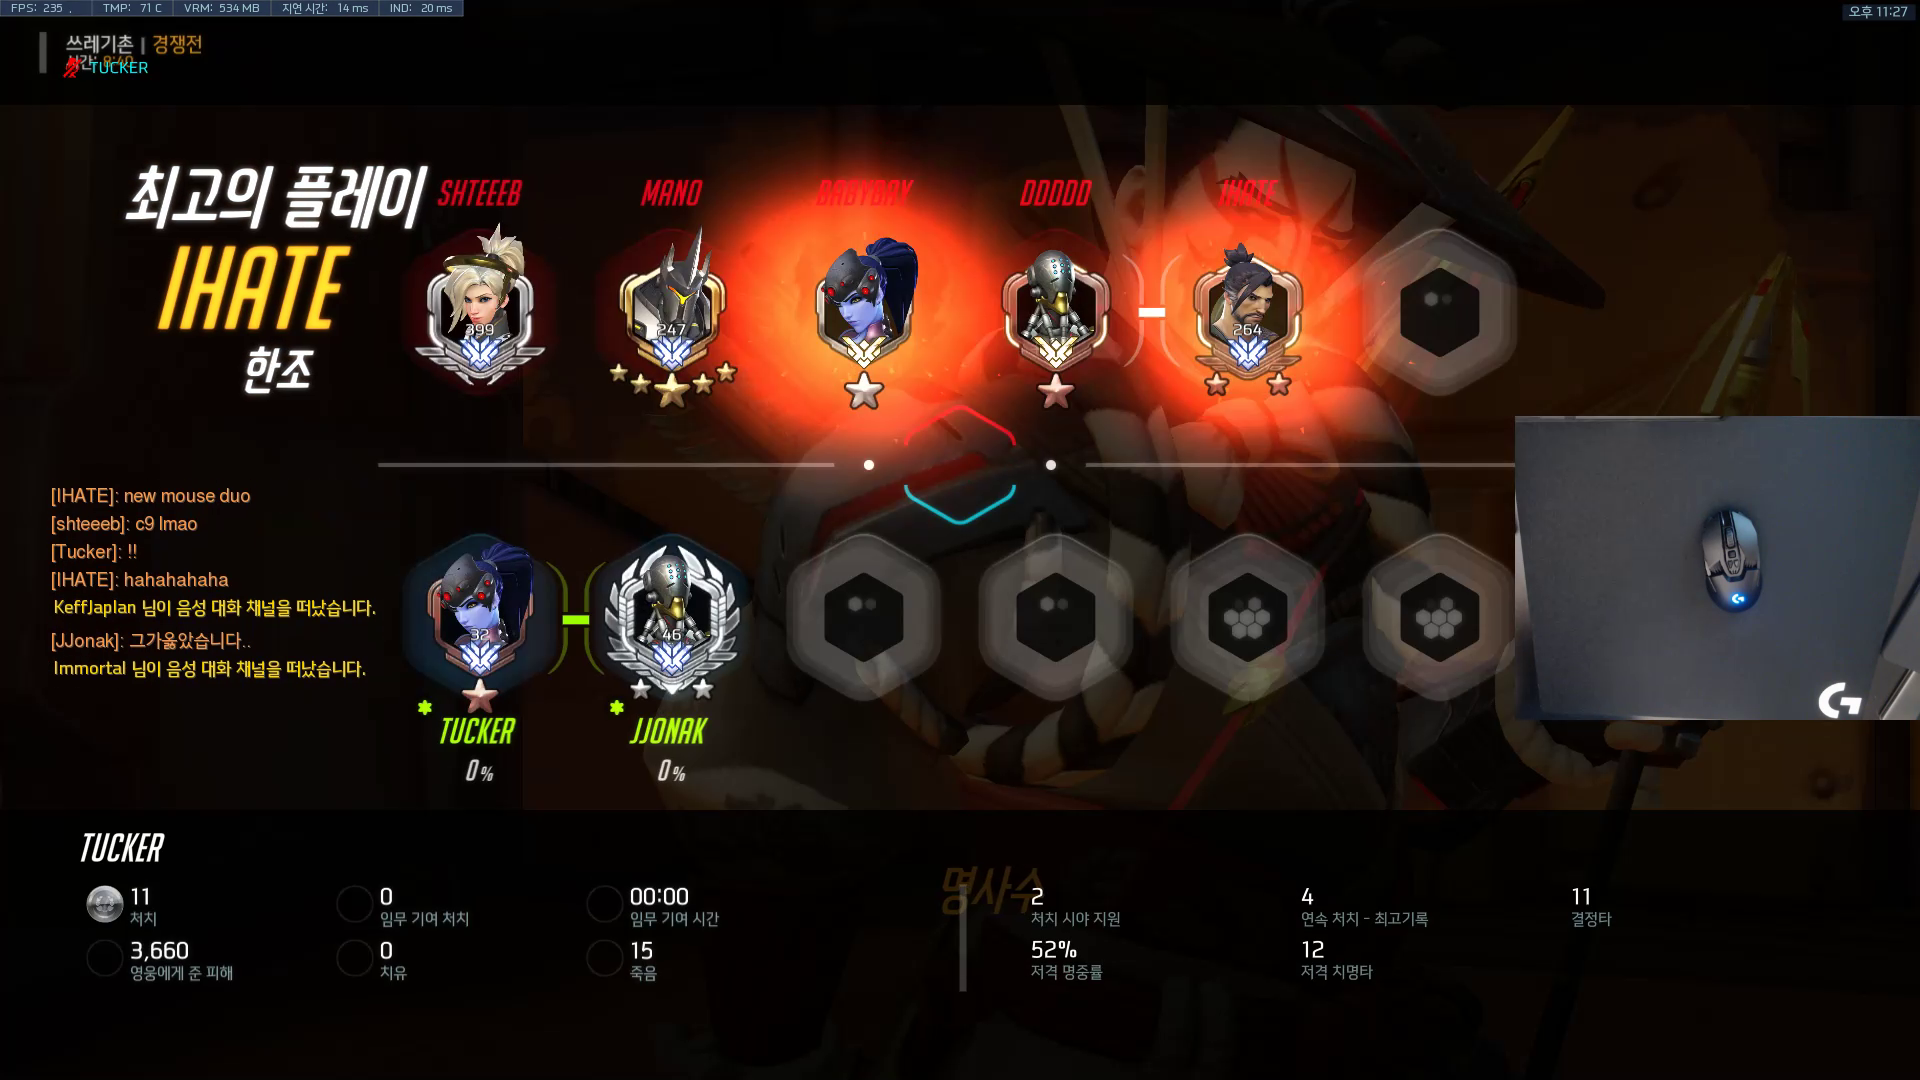 FPS: 235 .
TMP: 71 C
VRM: 534 MB
지연 시간: 14 ms
IND: 20 ms
오후 11:27
쓰레기촌 | 경쟁전
시간: 8:40
TUCKER
최고의 플레이
IHATE
한조
SHTEEEB
MANO
BABYBAY
DDDDD
IHATE
399
247
264
[IHATE]: new mouse duo
[shteeeb]: c9 lmao
[Tucker]: !!
[IHATE]: hahahahaha
KeffJaplan 님이 음성 대화 채널을 떠났습니다.
[JJonak]: 그가옳았습니다..
Immortal 님이 음성 대화 채널을 떠났습니다.
32
46
TUCKER
JJONAK
0%
0%
G
TUCKER
11
처치
0
임무 기여 처치
00:00
임무 기여 시간
3,660
영웅에게 준 피해
0
치유
15
죽음
명사수
2
처치 시야 지원
4
연속 처치 - 최고기록
11
결정타
52%
저격 명중률
12
저격 치명타